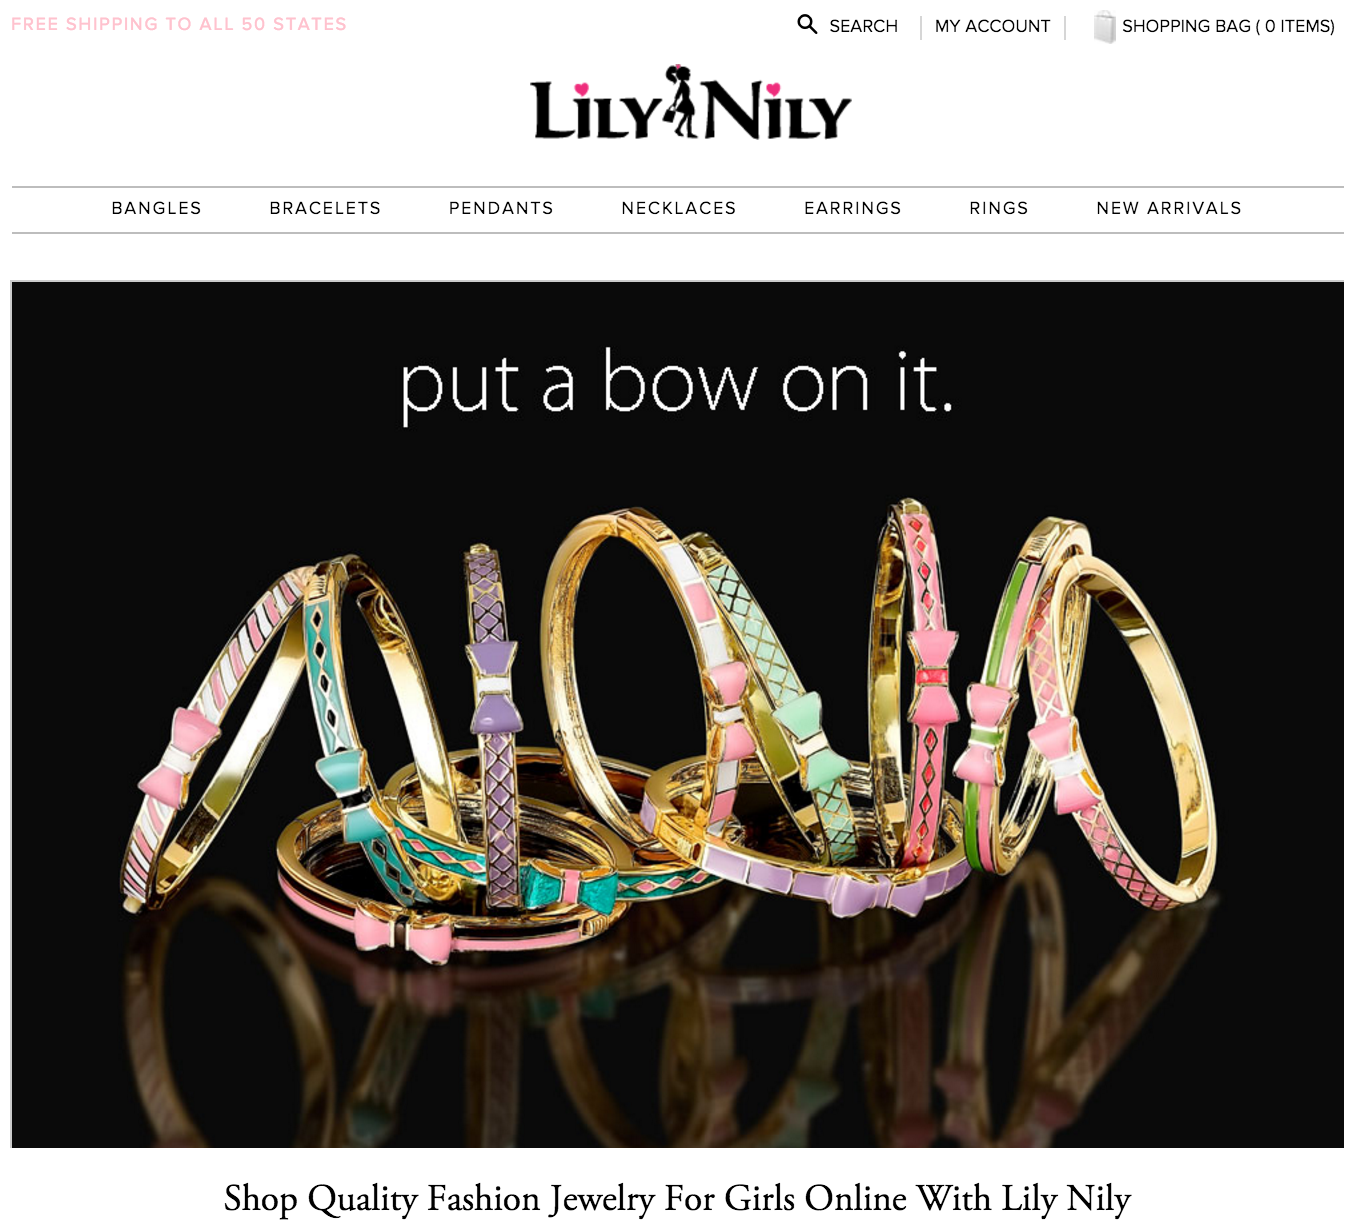 FREE SHIPPING TO ALL 50 STATES
SEARCH
MY ACCOUNT
SHOPPING BAG ( 0 ITEMS)
LILY NILY
BANGLES
BRACELETS
PENDANTS
NECKLACES
EARRINGS
RINGS
NEW ARRIVALS
put a bow on it.
Shop Quality Fashion Jewelry For Girls Online With Lily Nily